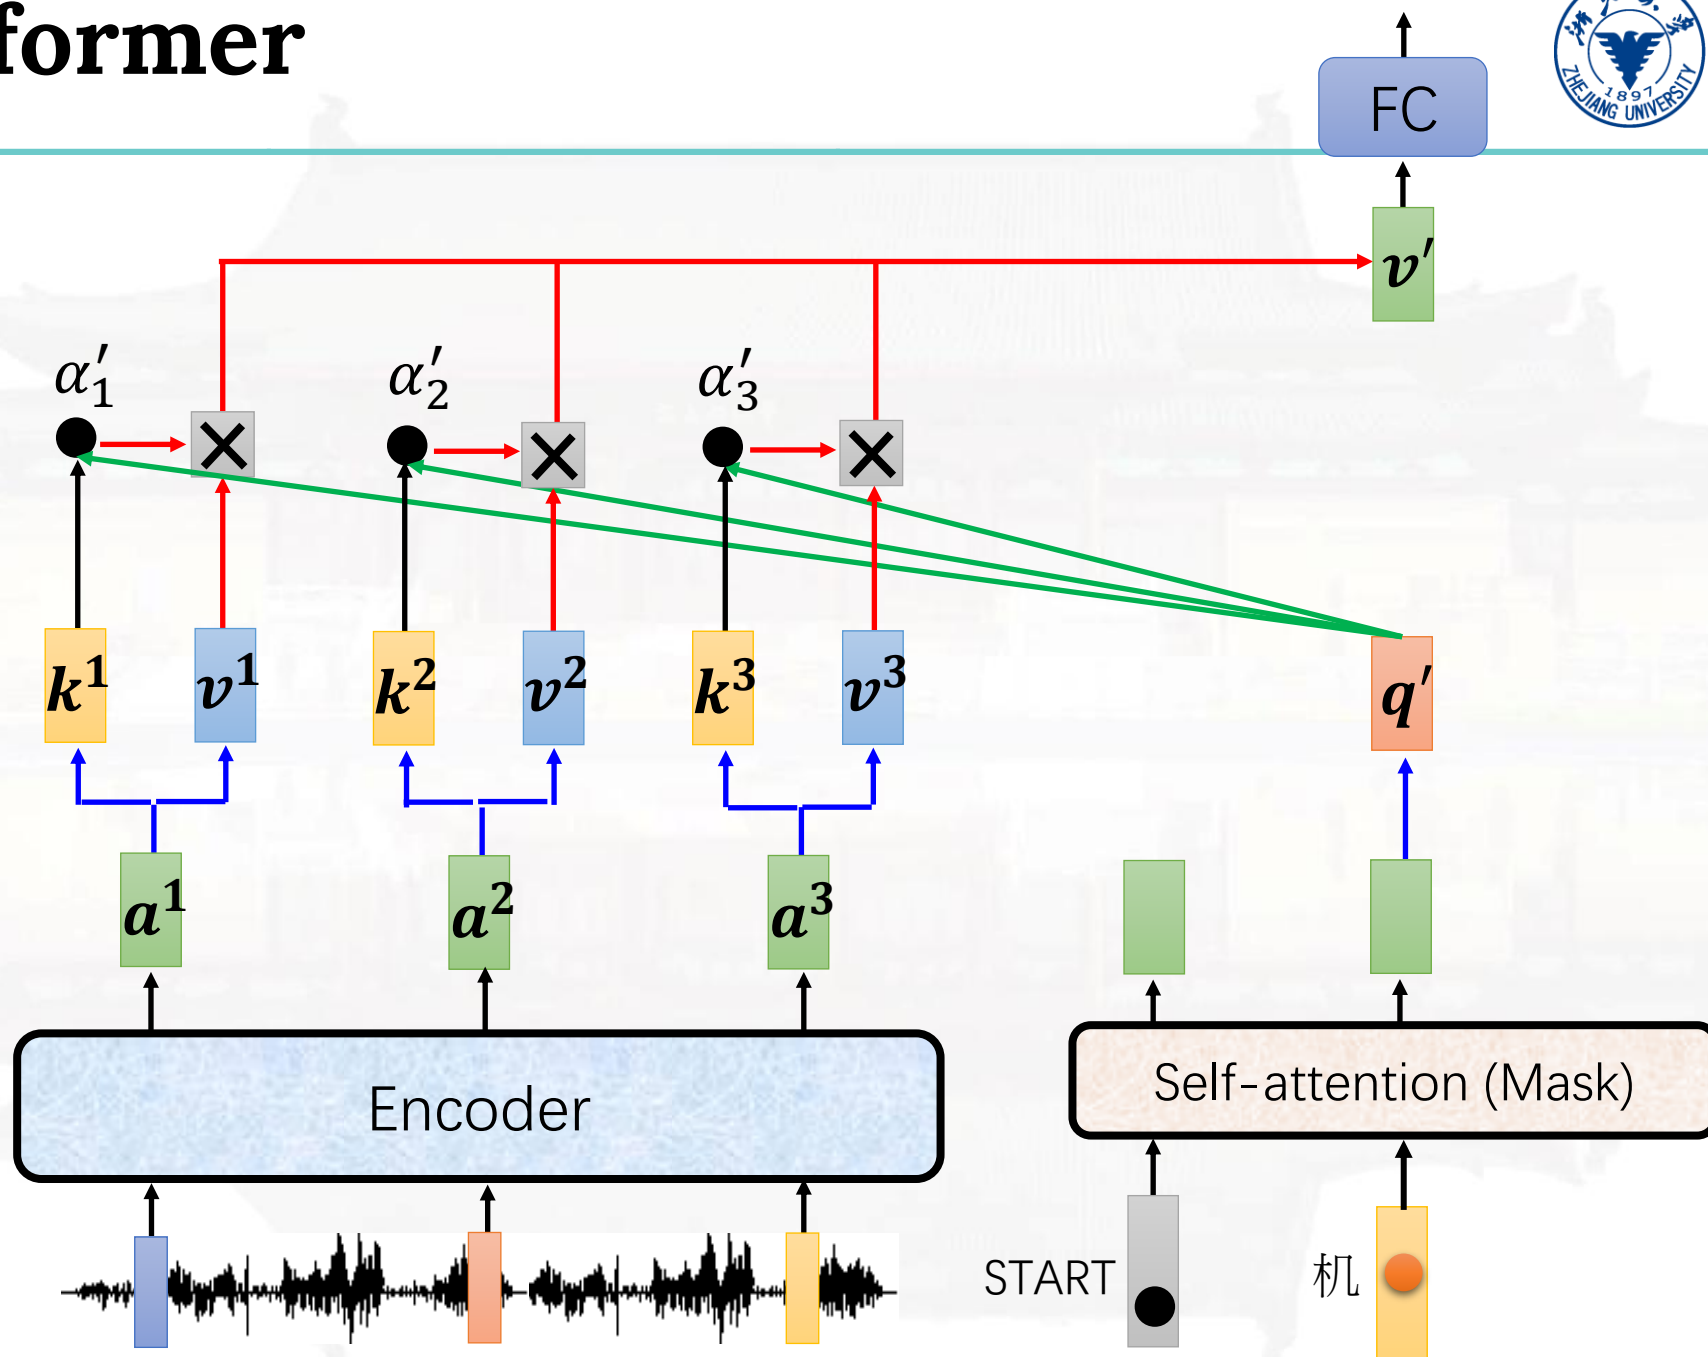 former
FC
ZHEJIANG UNIVERSITY
1897
v′
α′₁ α′₂ α′₃
k¹ v¹ k² v² k³ v³ q′
a¹ a² a³
Encoder
Self-attention (Mask)
START 机